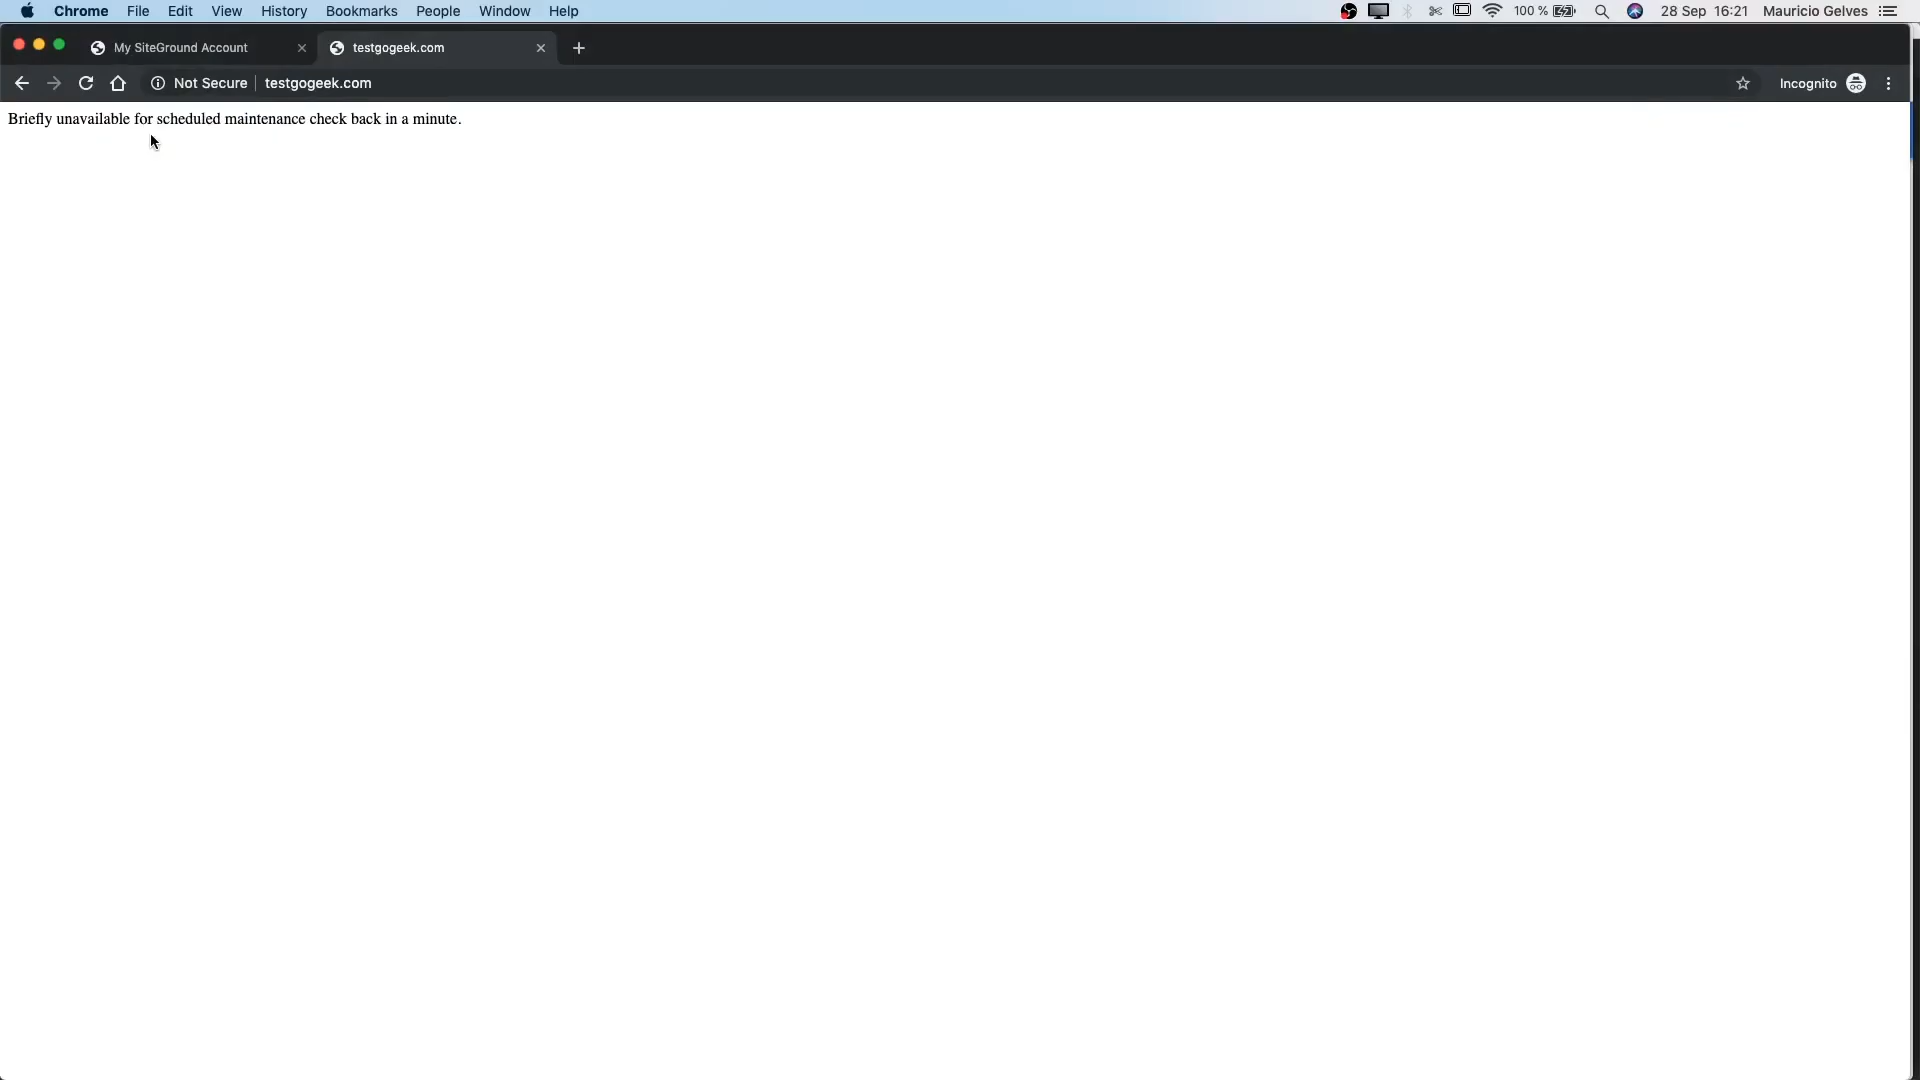 Chrome File Edit View History Bookmarks People Window Help 100 % 28 Sep 16:21 Mauricio Gelves
My SiteGround Account testgogeek.com
Not Secure testgogeek.com Incognito
Briefly unavailable for scheduled maintenance check back in a minute.